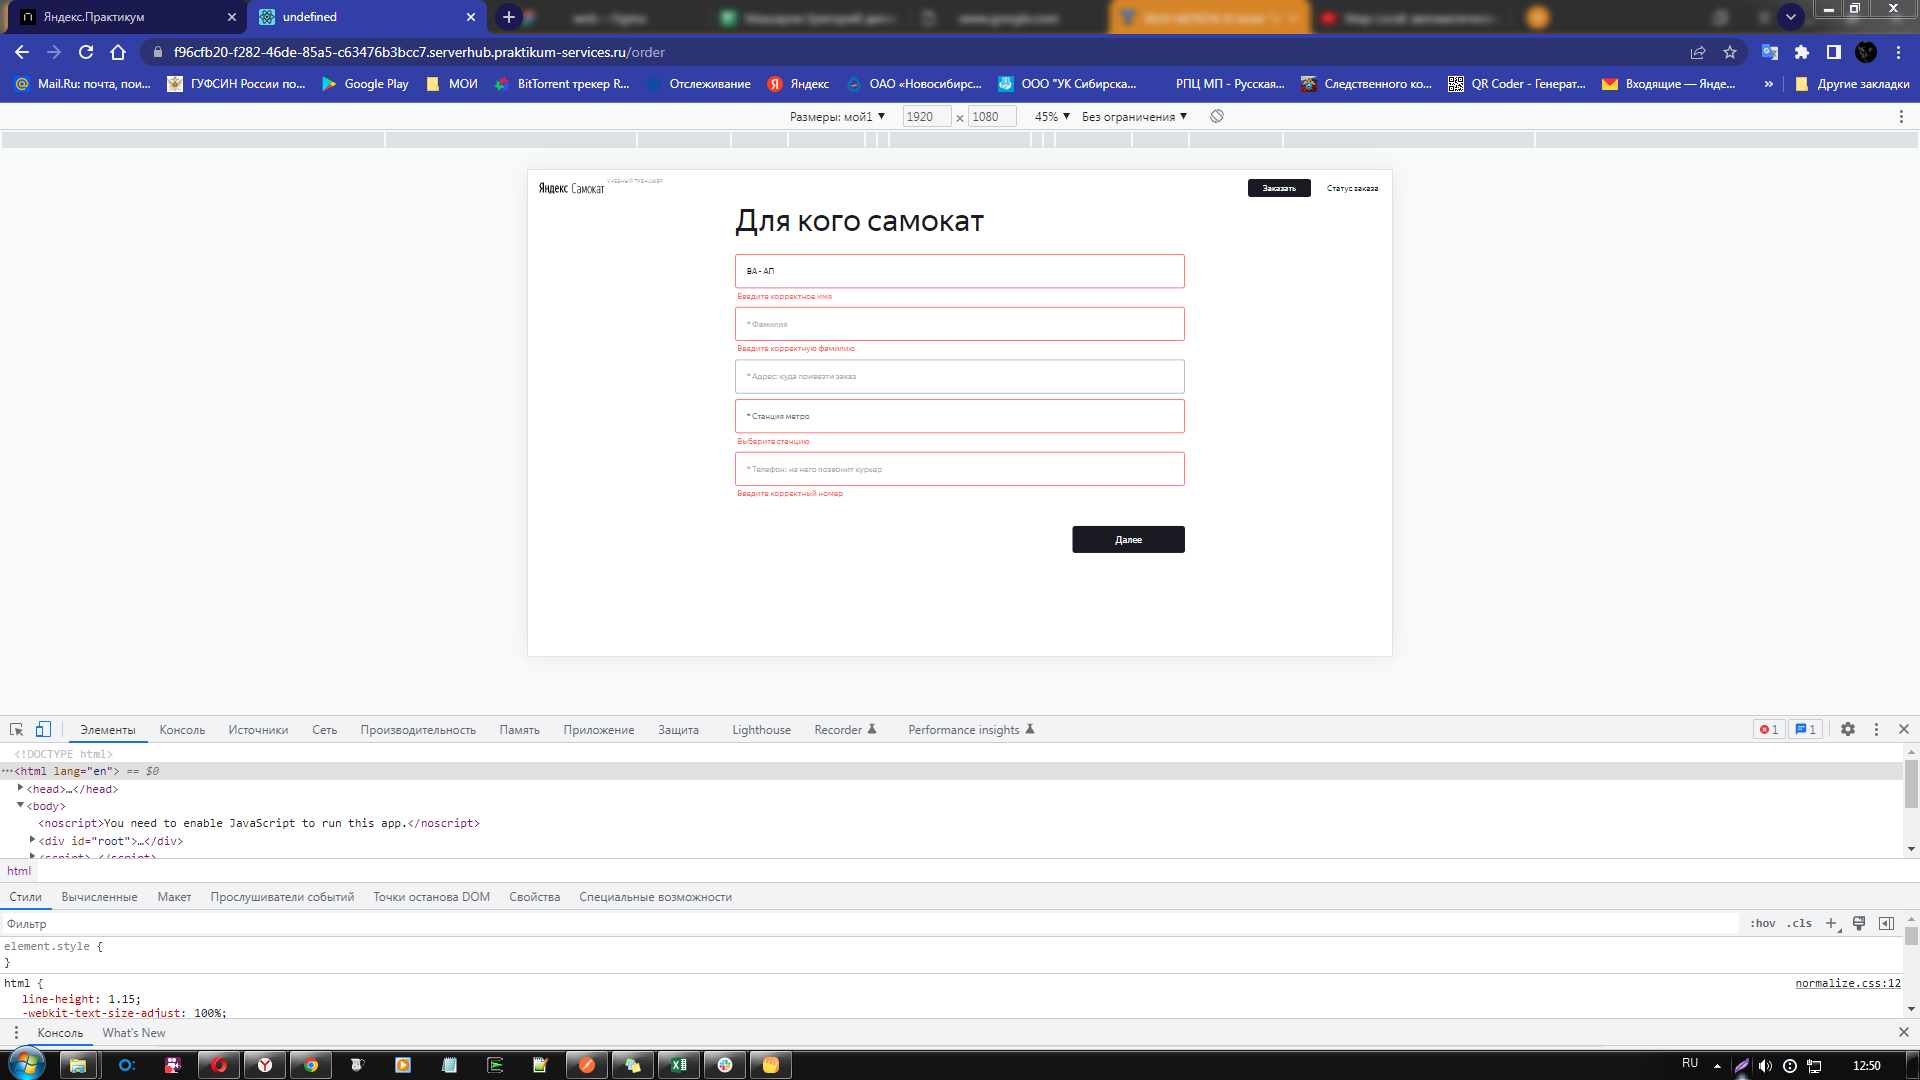 Яндекс.Практикум
undefined
www.google.com
f96cfb20-f282-46de-85a5-c63476b3bcc7.serverhub.praktikum-services.ru/order
Mail.Ru: почта, пои...
ГУФСИН России по...
Google Play
МОИ
BitTorrent трекер R...
Отслеживание
Яндекс
ОАО «Новосибирс...
ООО "УК Сибирска...
РПЦ МП - Русская...
Следственного ко...
QR Coder - Генерат...
Входящие — Янде...
»
Другие закладки
Размеры: мой1 ▼ 1920 × 1080 45% ▼ Без ограничения ▼
Яндекс Самокат
УЧЕБНЫЙ ТРЕНАЖЕР
Заказать
Статус заказа
Для кого самокат
ВА - АП
Введите корректное имя
* Фамилия
Введите корректную фамилию
* Адрес: куда привезти заказ
* Станция метро
Выберите станцию
* Телефон: на него позвонит курьер
Введите корректный номер
Далее
Элементы Консоль Источники Сеть Производительность Память Приложение Защита Lighthouse Recorder Performance insights 1 1
<!DOCTYPE html>
···<html lang="en"> == $0
<head>…</head>
<body>
<noscript>You need to enable JavaScript to run this app.</noscript>
<div id="root">…</div>
<script>…</script>
html
Стили Вычисленные Макет Прослушиватели событий Точки останова DOM Свойства Специальные возможности
Фильтр
:hov .cls +
element.style {
}
html {
normalize.css:12
line-height: 1.15;
-webkit-text-size-adjust: 100%;
Консоль What's New
RU
12:50